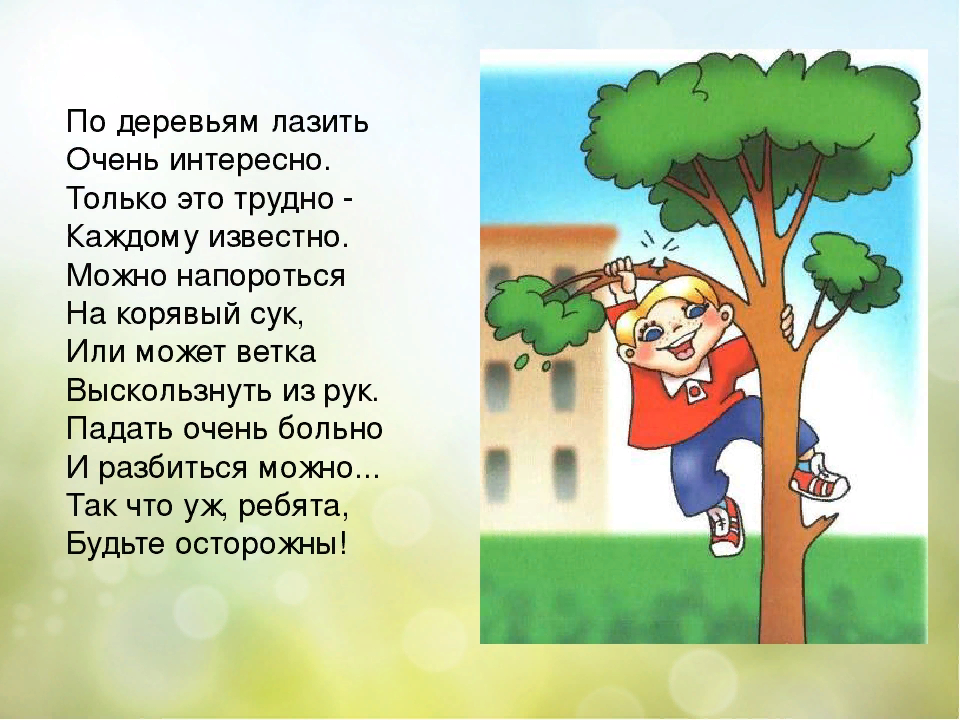 По деревьям лазить
Очень интересно.
Только это трудно -
Каждому известно.
Можно напороться
На корявый сук,
Или может ветка
Выскользнуть из рук.
Падать очень больно
И разбиться можно...
Так что уж, ребята,
Будьте осторожны!